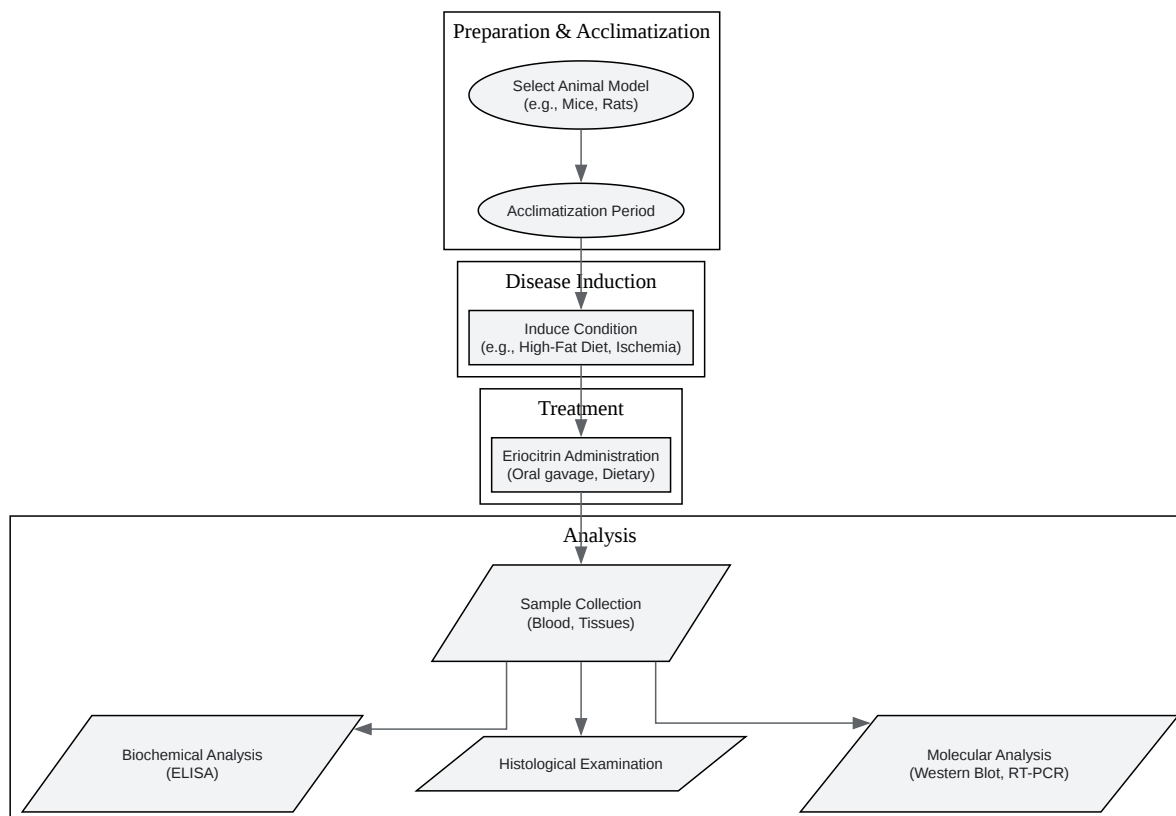 Preparation & Acclimatization
Select Animal Model
(e.g., Mice, Rats)
Acclimatization Period
Disease Induction
Induce Condition
(e.g., High-Fat Diet, Ischemia)
Treatment
Eriocitrin Administration
(Oral gavage, Dietary)
Analysis
Sample Collection
(Blood, Tissues)
Biochemical Analysis
(ELISA)
Histological Examination
Molecular Analysis
(Western Blot, RT-PCR)